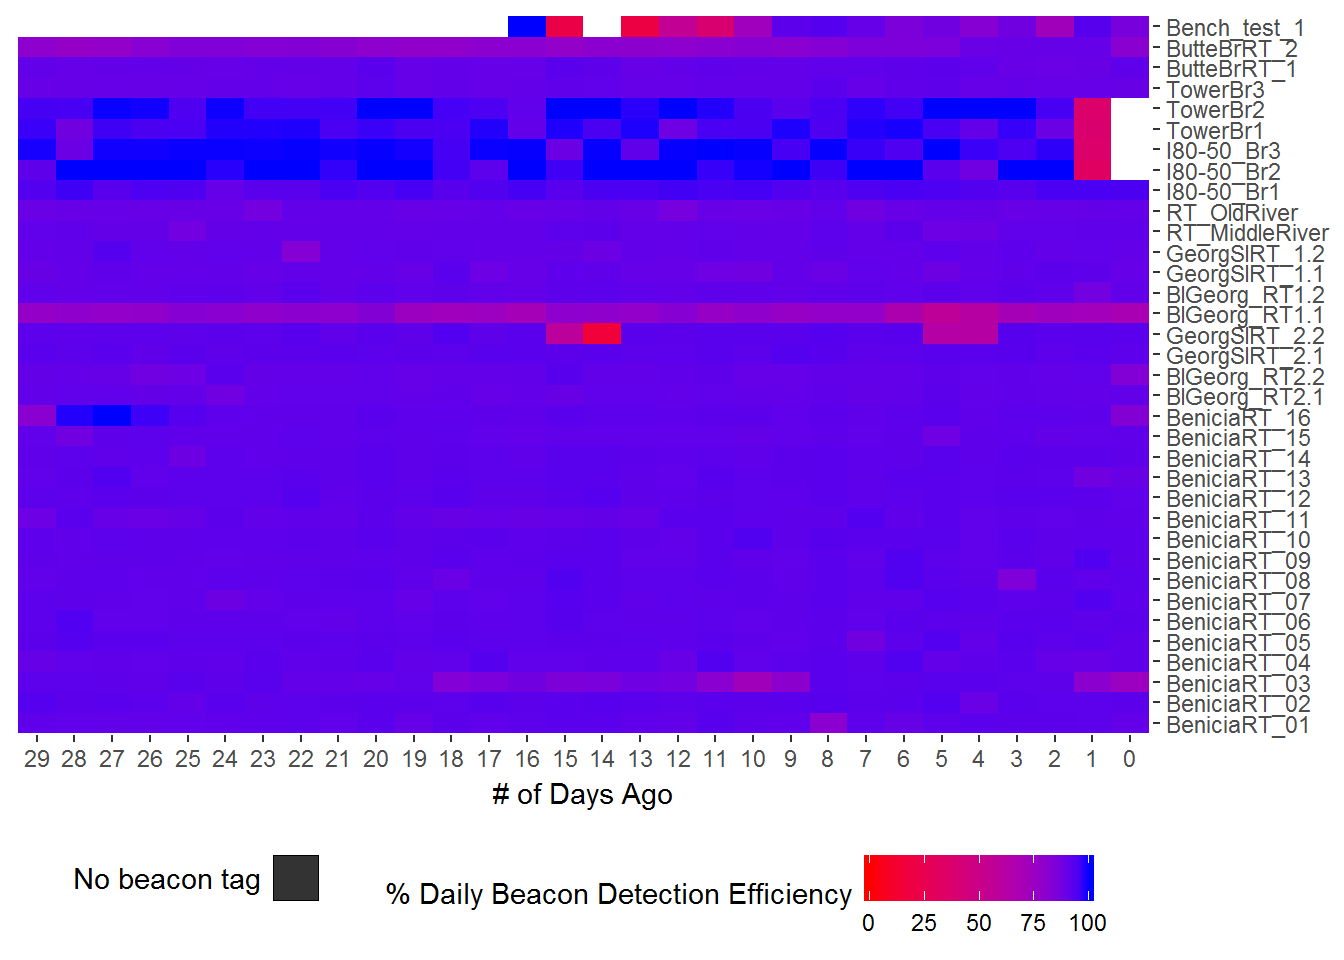 Bench_test_1
ButteBrRT_2
ButteBrRT_1
TowerBr3
TowerBr2
TowerBr1
I80-50_Br3
I80-50_Br2
I80-50_Br1
RT_OldRiver
RT_MiddleRiver
GeorgSlRT_1.2
GeorgSlRT_1.1
BlGeorg_RT1.2
BlGeorg_RT1.1
GeorgSlRT_2.2
GeorgSlRT_2.1
BlGeorg_RT2.2
BlGeorg_RT2.1
BeniciaRT_16
BeniciaRT_15
BeniciaRT_14
BeniciaRT_13
BeniciaRT_12
BeniciaRT_11
BeniciaRT_10
BeniciaRT_09
BeniciaRT_08
BeniciaRT_07
BeniciaRT_06
BeniciaRT_05
BeniciaRT_04
BeniciaRT_03
BeniciaRT_02
BeniciaRT_01
29 28 27 26 25 24 23 22 21 20 19 18 17 16 15 14 13 12 11 10 9 8 7 6 5 4 3 2 1 0
# of Days Ago
No beacon tag
% Daily Beacon Detection Efficiency
0 25 50 75 100